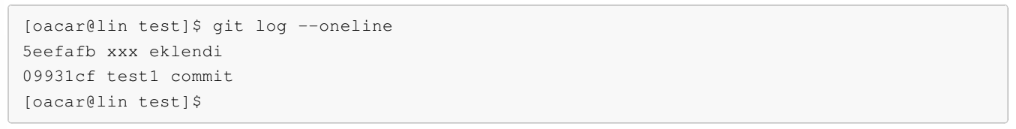 [oacar@lin test]$ git log --oneline
5eefafb xxx eklendi
09931cf test1 commit
[oacar@lin test]$